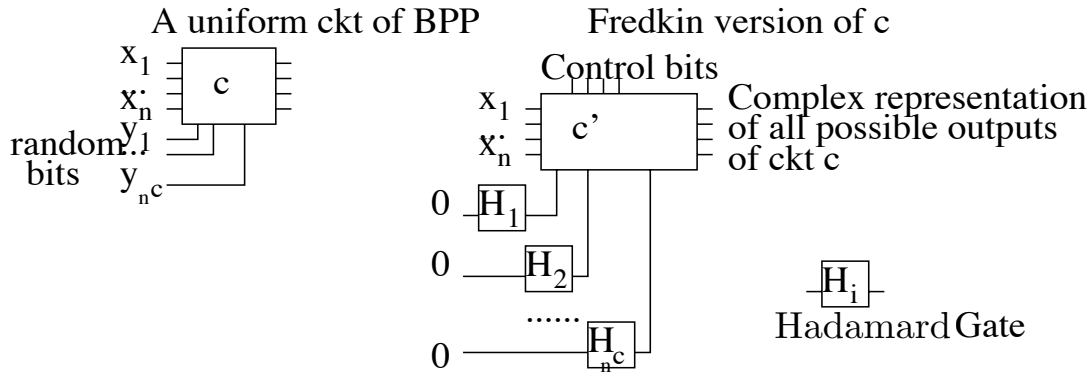 A uniform ckt of BPP
Fredkin version of c
x1
...
xn
c
random
bits
y1
...
ync
Control bits
x1
...
xn
c'
Complex representation
of all possible outputs
of ckt c
0
H1
0
H2
......
0
Hnc
Hi
Hadamard Gate